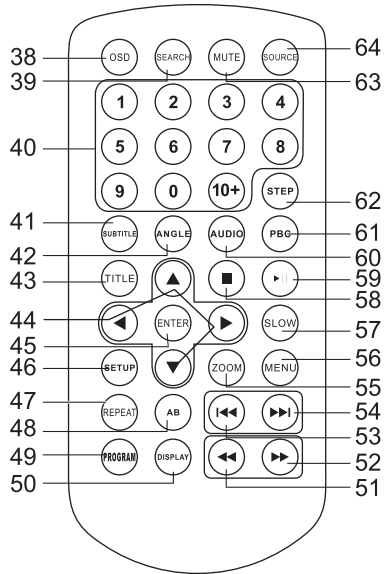 38 OSD SEARCH MUTE SOURCE 64
39 63
1 2 3 4
40 5 6 7 8
9 0 10+ STEP 62
41 SUBTITLE ANGLE AUDIO PBC 61
42 60
43 TITLE 59
58
44
45 ENTER SLOW 57
46 SETUP ZOOM MENU 56
55
47 REPEAT AB 54
48 53
49 PROGRAM DISPLAY 52
50 51